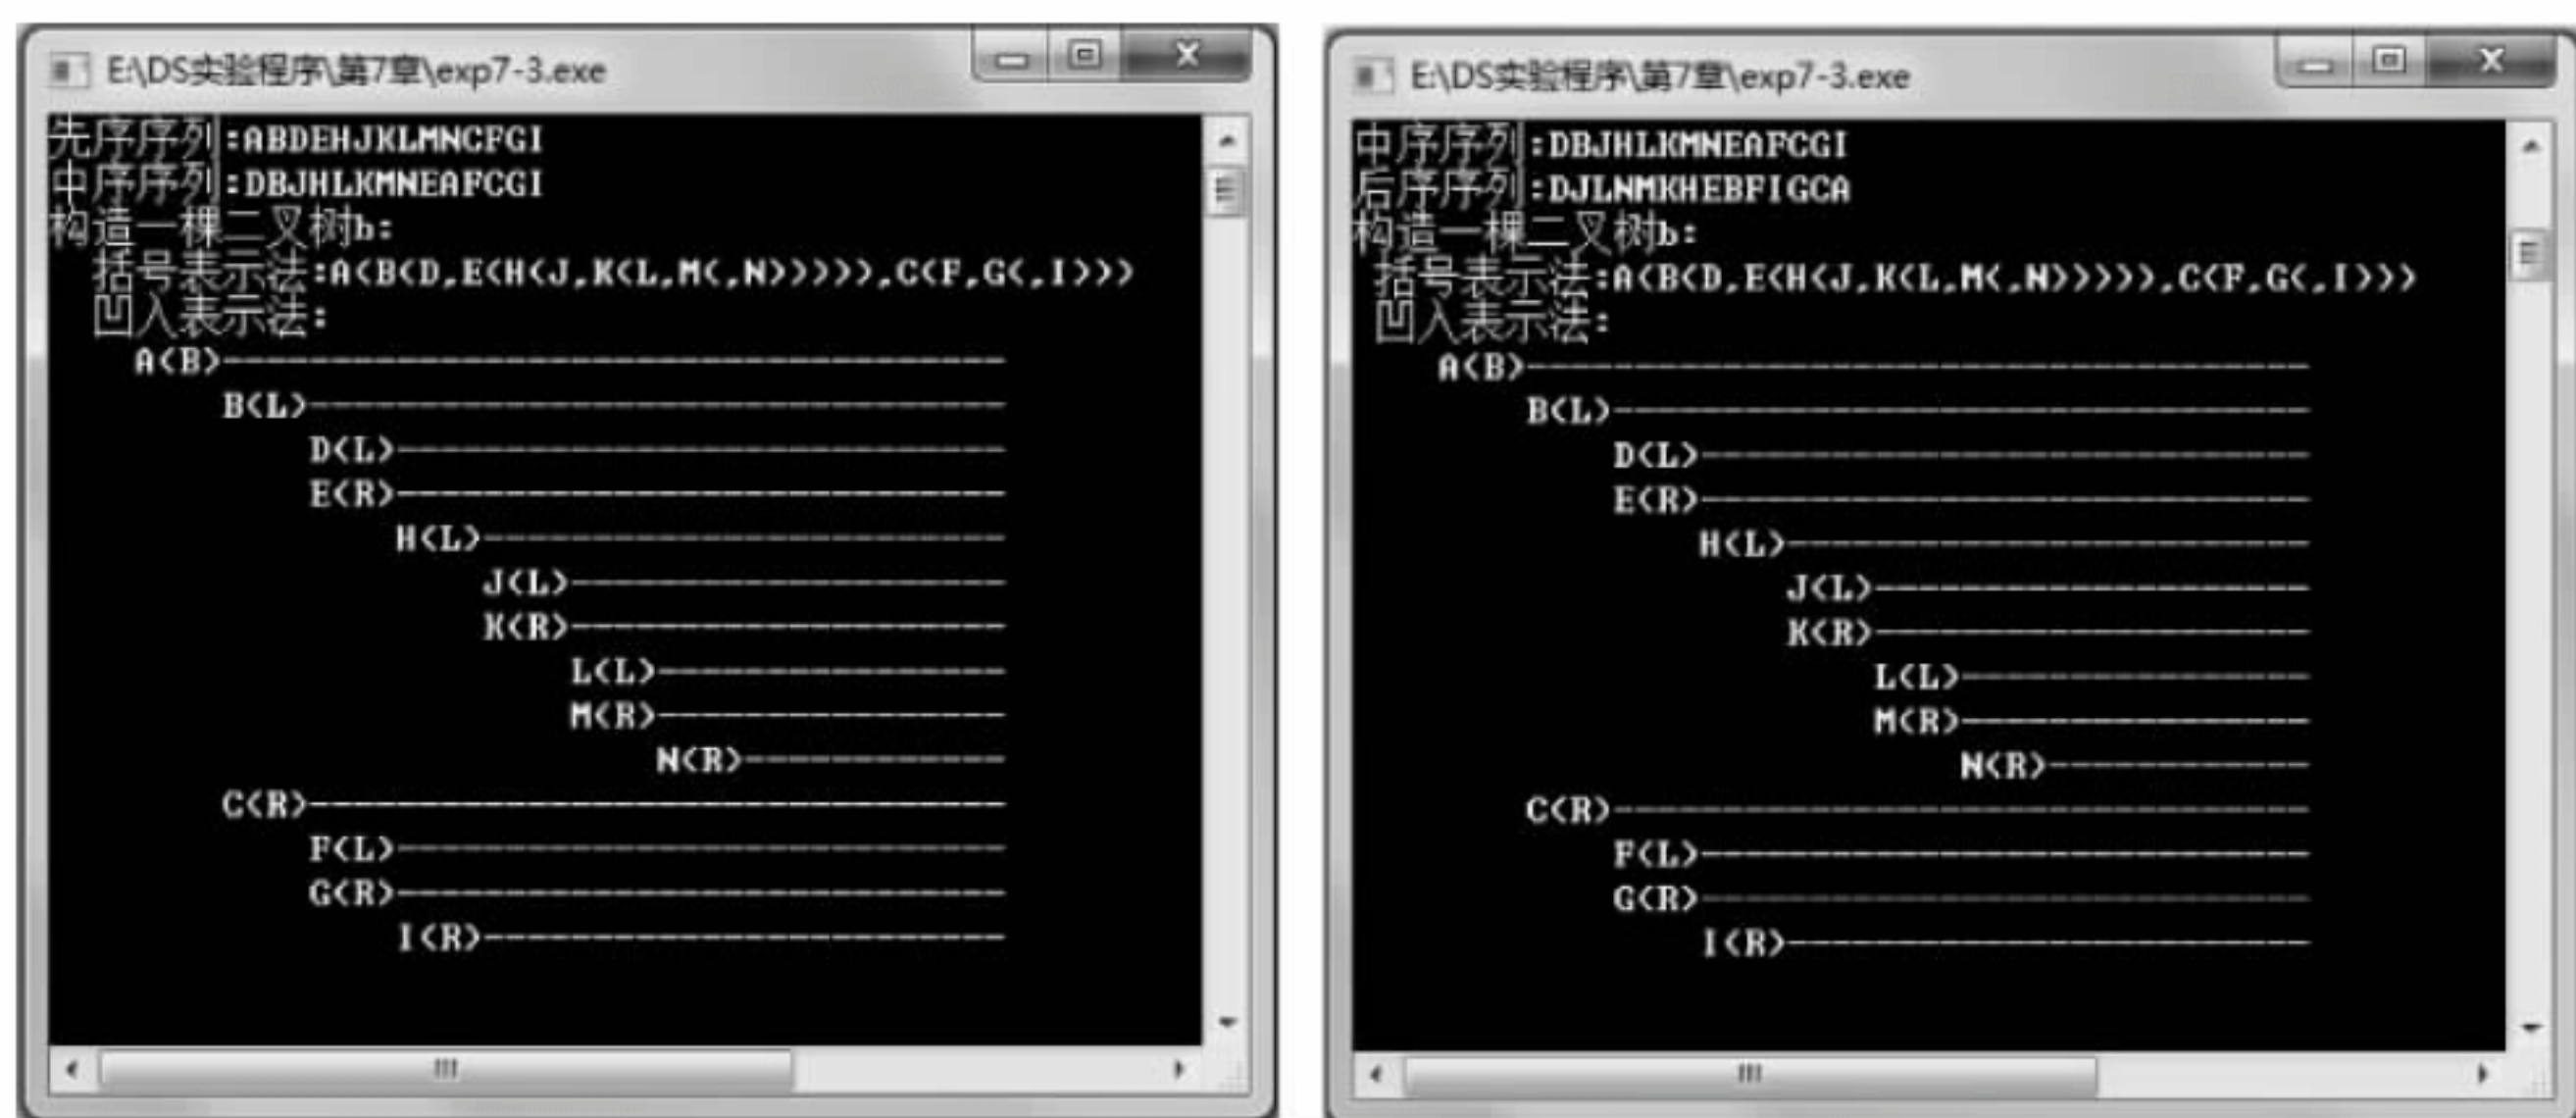 E:\DS实验程序\第7章\exp7-3.exe
先序序列:ABDEHJKLMNCFGI
中序序列:DBJHLKMNEAFCGI
构造一棵二叉树b:
括号表示法:A(B(D,E(H(J,K(L,M(,N))))),C(F,G(,I)))
凹入表示法:
A(B)------------------------------------
B(L)--------------------------------
D(L)----------------------------
E(R)----------------------------
H(L)------------------------
J(L)--------------------
K(R)--------------------
L(L)----------------
M(R)----------------
N(R)------------
C(R)--------------------------------
F(L)----------------------------
G(R)----------------------------
I(R)------------------------
E:\DS实验程序\第7章\exp7-3.exe
中序序列:DBJHLKMNEAFCGI
后序序列:DJLNMKHEBFIGCA
构造一棵二叉树b:
括号表示法:A(B(D,E(H(J,K(L,M(,N))))),C(F,G(,I)))
凹入表示法:
A(B)------------------------------------
B(L)--------------------------------
D(L)----------------------------
E(R)----------------------------
H(L)------------------------
J(L)--------------------
K(R)--------------------
L(L)----------------
M(R)----------------
N(R)------------
C(R)--------------------------------
F(L)----------------------------
G(R)----------------------------
I(R)------------------------